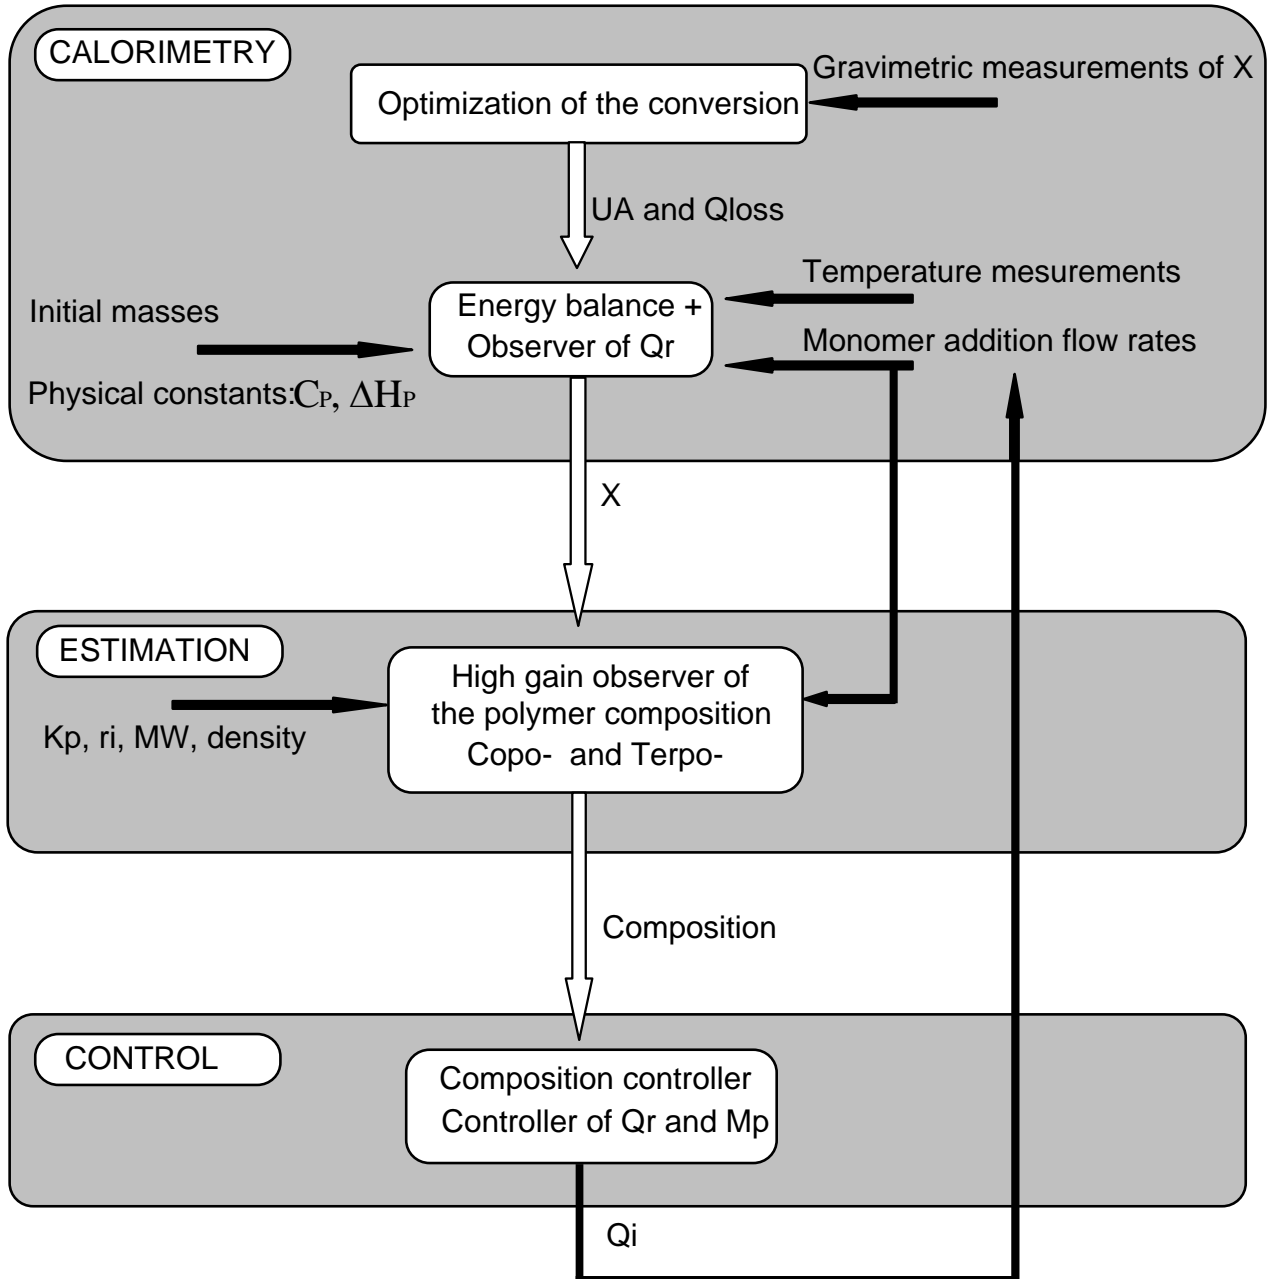 CALORIMETRY
Gravimetric measurements of X
Optimization of the conversion
UA and Qloss
Temperature mesurements
Initial masses
Energy balance +
Observer of Qr
Monomer addition flow rates
Physical constants:CP, ΔHP
X
ESTIMATION
High gain observer of
the polymer composition
Copo- and Terpo-
Kp, ri, MW, density
Composition
CONTROL
Composition controller
Controller of Qr and Mp
Qi